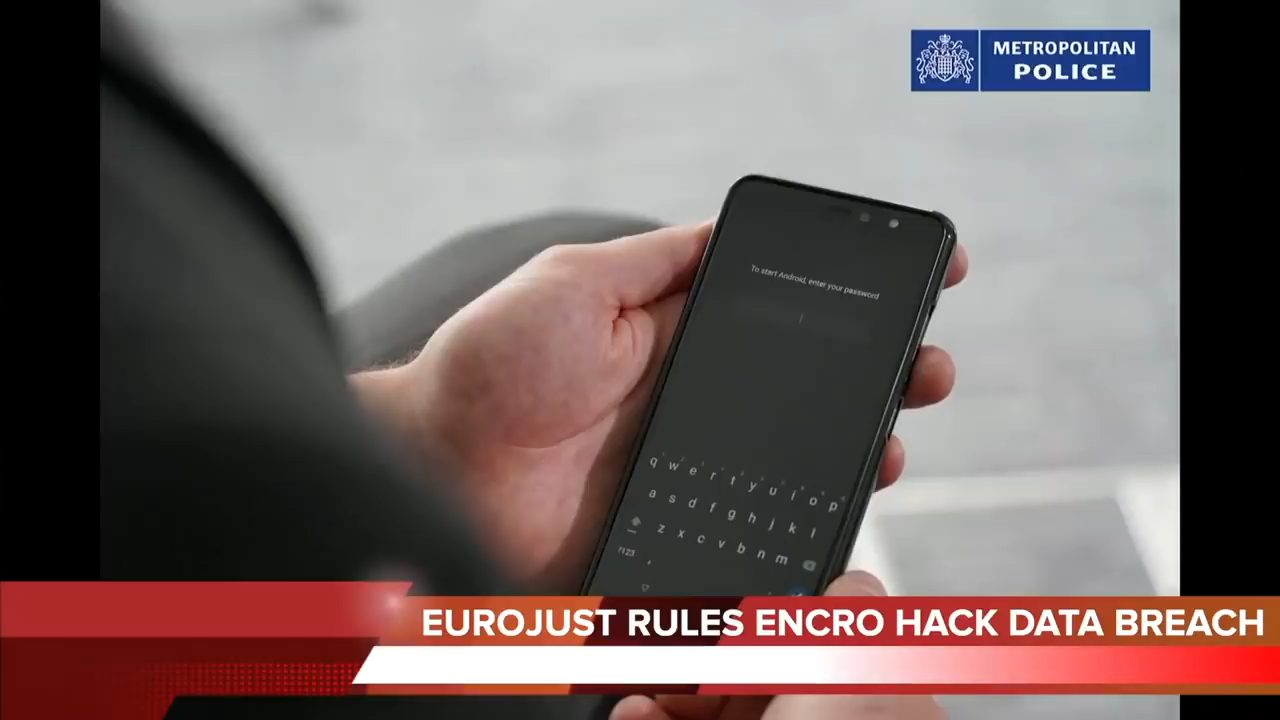 METROPOLITAN
POLICE
To start Android, enter your password
q w e r t y u i o p
a s d f g h j k l
z x c v b n m
?123 ,
EUROJUST RULES ENCRO HACK DATA BREACH